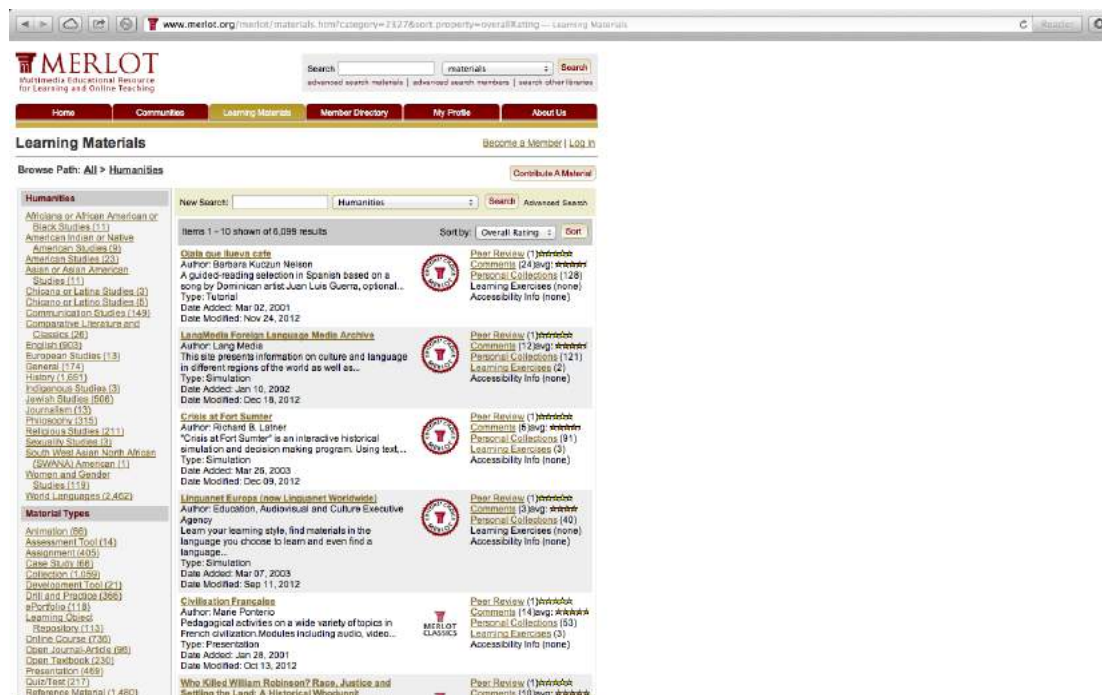 www.merlot.org/merlot/materials.htm?category=2327&sort.property=overallRating — Learning Materials
Reader
MERLOT
Multimedia Educational Resource
for Learning and Online Teaching
Search
materials
Search
advanced search materials | advanced search members | search other libraries
Home
Communities
Learning Materials
Member Directory
My Profile
About Us
Learning Materials
Become a Member | Log in
Browse Path: All > Humanities
Contribute A Material
Humanities
Africana or African American or
Black Studies (11)
American Indian or Native
American Studies (9)
American Studies (23)
Asian or Asian American
Studies (11)
Chicana or Latina Studies (3)
Chicano or Latino Studies (5)
Communication Studies (149)
Comparative Literature and
Classics (26)
English (903)
European Studies (13)
General (174)
History (1,651)
Indigenous Studies (3)
Jewish Studies (506)
Journalism (13)
Philosophy (315)
Religious Studies (211)
Sexuality Studies (3)
South West Asian North African
(SWANA) American (1)
Women and Gender
Studies (119)
World Languages (2,462)
Material Types
Animation (66)
Assessment Tool (14)
Assignment (405)
Case Study (66)
Collection (1,059)
Development Tool (21)
Drill and Practice (366)
ePortfolio (118)
Learning Object
Repository (113)
Online Course (736)
Open Journal-Article (96)
Open Textbook (230)
Presentation (469)
Quiz/Test (217)
Reference Material (1,480)
New Search:
Humanities
Search
Advanced Search
Items 1 - 10 shown of 6,099 results
Sort by: Overall Rating
Sort
Ojala que llueva cafe
Author: Barbara Kuczun Nelson
A guided-reading selection in Spanish based on a
song by Dominican artist Juan Luis Guerra, optional...
Type: Tutorial
Date Added: Mar 02, 2001
Date Modified: Nov 24, 2012
Peer Review (1)
Comments (24)avg:
Personal Collections (128)
Learning Exercises (none)
Accessibility Info (none)
LangMedia Foreign Language Media Archive
Author: Lang Media
This site presents information on culture and language
in different regions of the world as well as...
Type: Simulation
Date Added: Jan 10, 2002
Date Modified: Dec 18, 2012
Peer Review (1)
Comments (12)avg:
Personal Collections (121)
Learning Exercises (2)
Accessibility Info (none)
Crisis at Fort Sumter
Author: Richard B. Latner
"Crisis at Fort Sumter" is an interactive historical
simulation and decision making program. Using text,...
Type: Simulation
Date Added: Mar 26, 2003
Date Modified: Dec 09, 2012
Peer Review (1)
Comments (5)avg:
Personal Collections (91)
Learning Exercises (3)
Accessibility Info (none)
Linguanet Europa (now Linguanet Worldwide)
Author: Education, Audiovisual and Culture Executive
Agency
Learn your learning style, find materials in the
language you choose to learn and even find a
language...
Type: Simulation
Date Added: Mar 07, 2003
Date Modified: Sep 11, 2012
Peer Review (1)
Comments (3)avg:
Personal Collections (40)
Learning Exercises (none)
Accessibility Info (none)
Civilisation Française
Author: Marie Ponterio
Pedagogical activities on a wide variety of topics in
French civilization.Modules including audio, video...
Type: Presentation
Date Added: Jan 28, 2001
Date Modified: Oct 13, 2012
MERLOT
CLASSICS
Peer Review (1)
Comments (14)avg:
Personal Collections (53)
Learning Exercises (3)
Accessibility Info (none)
Who Killed William Robinson? Race, Justice and
Settling the Land: A Historical Whodunit
Peer Review (1)
Comments (10)avg: